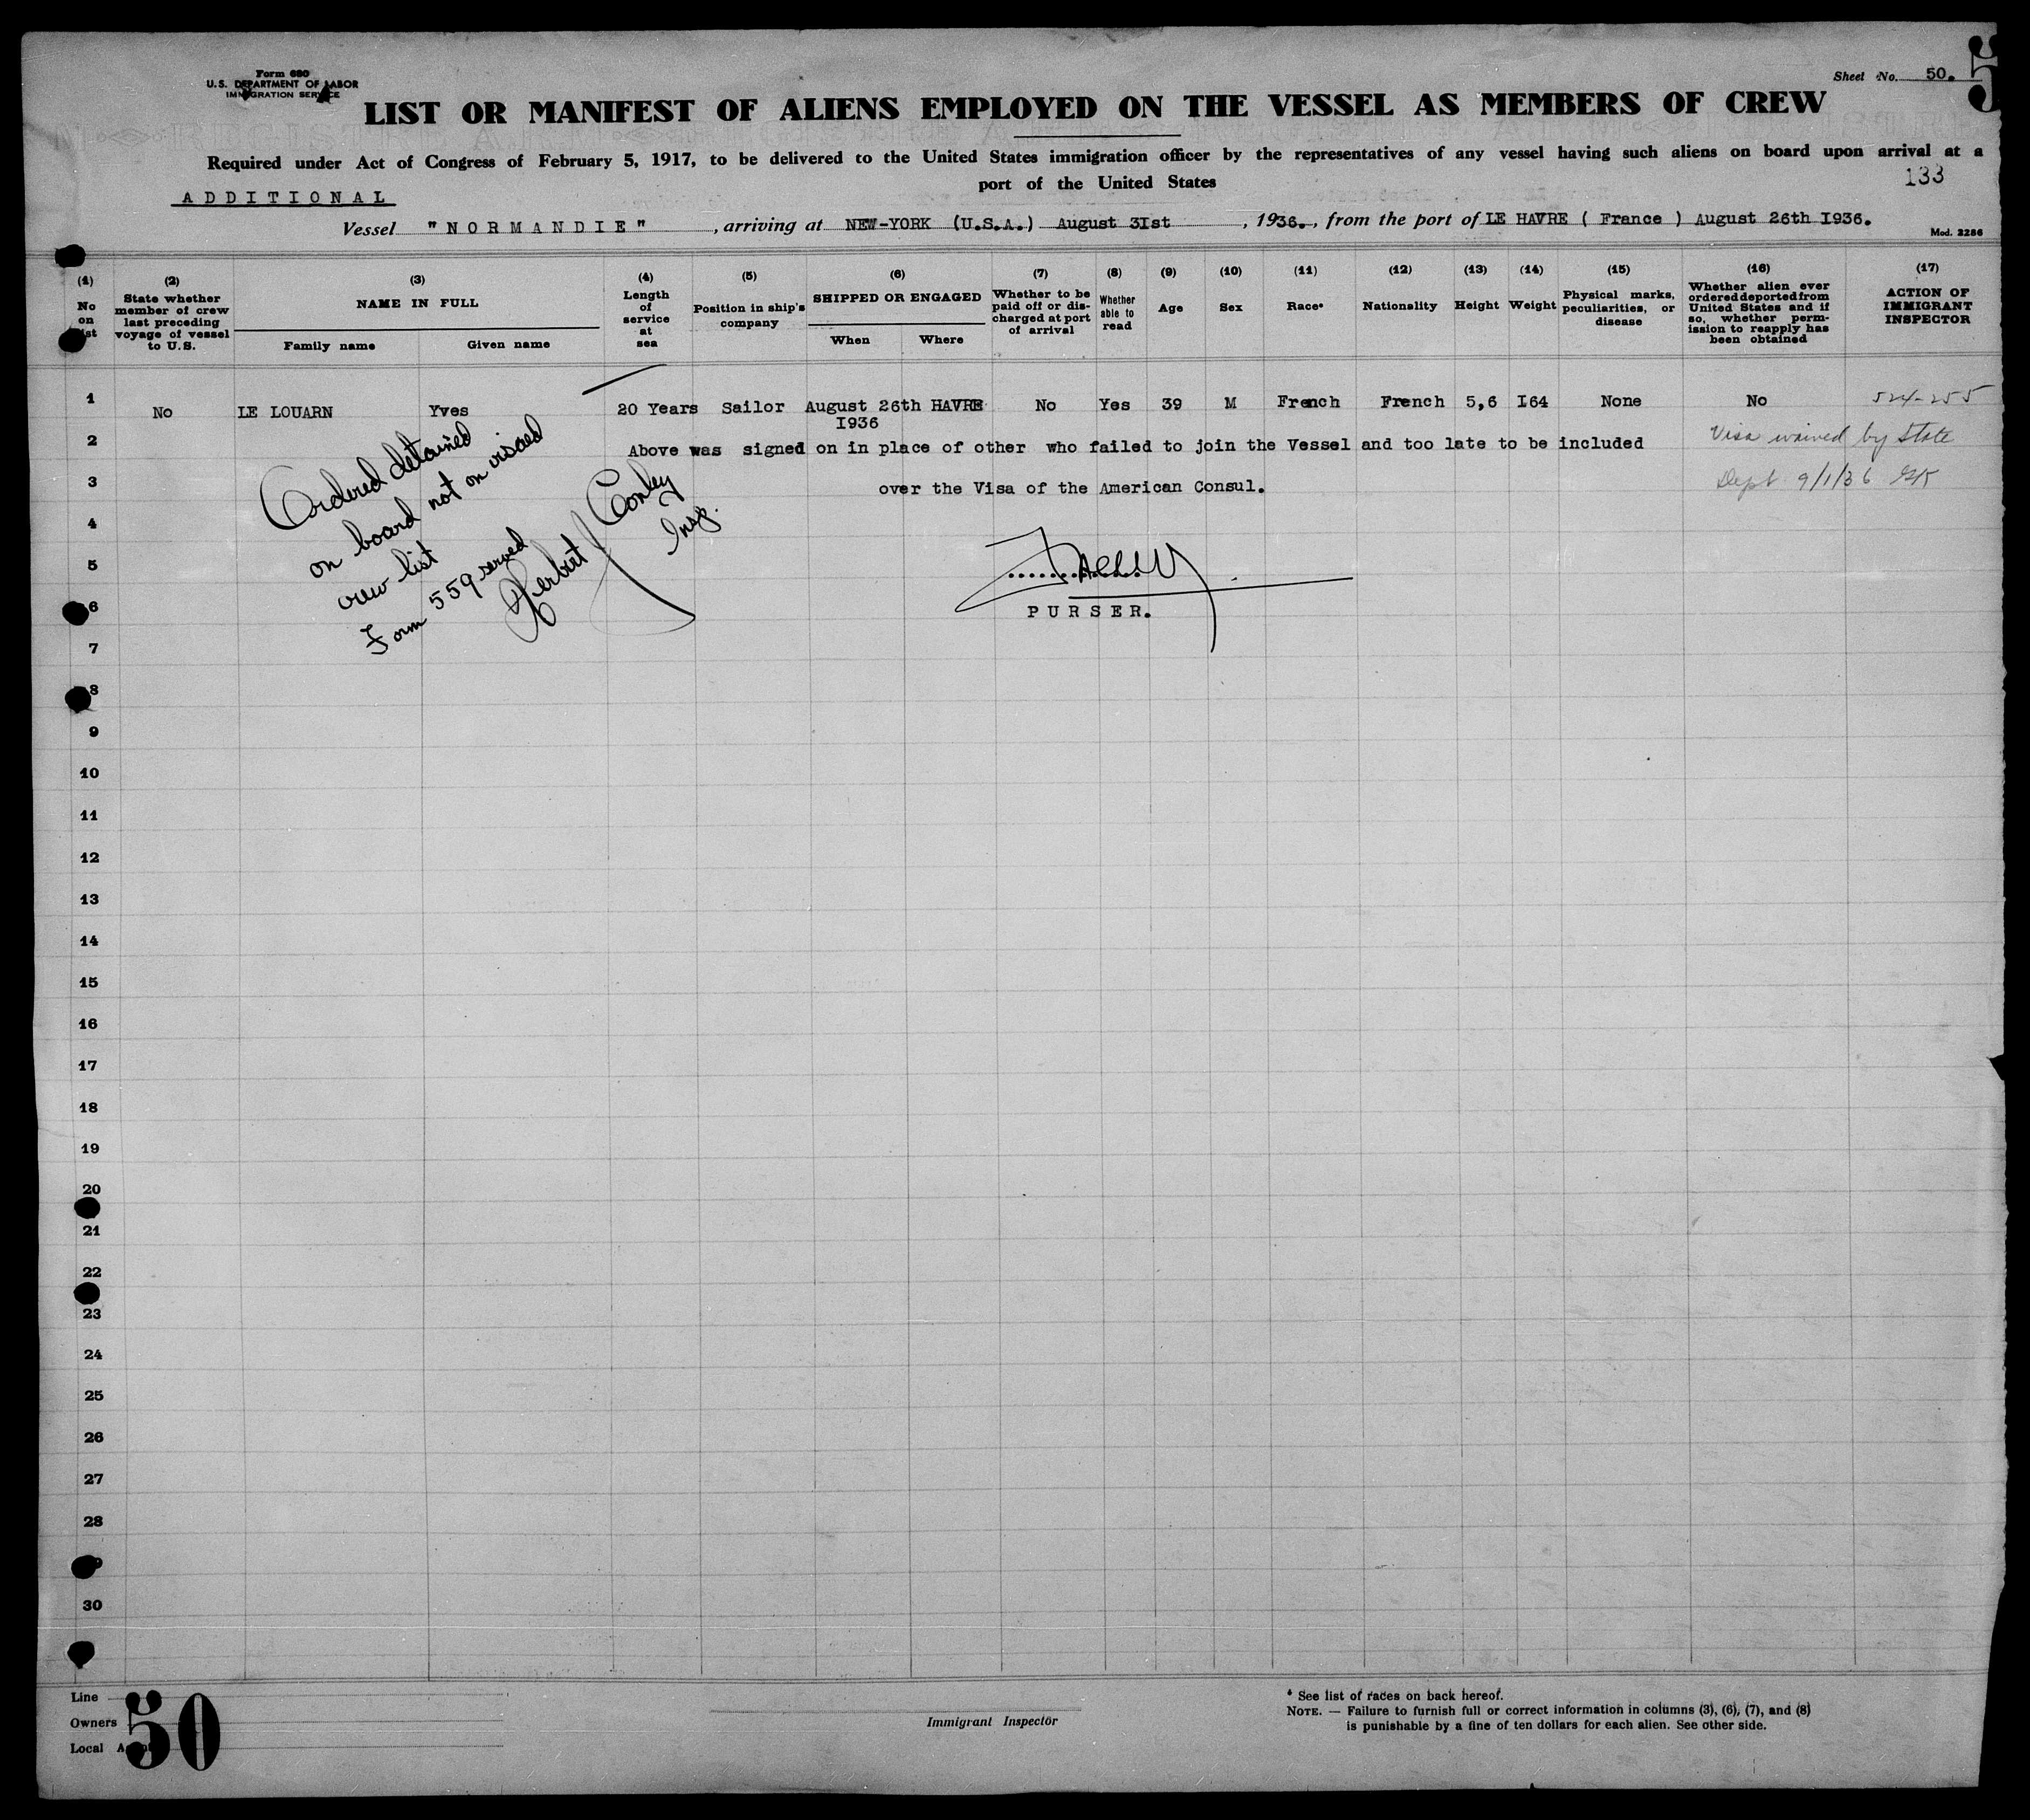 Form 680
U.S. DEPARTMENT OF LABOR
IMMIGRATION SERVICE
Sheet No. 50.
5
LIST OR MANIFEST OF ALIENS EMPLOYED ON THE VESSEL AS MEMBERS OF CREW
Required under Act of Congress of February 5, 1917, to be delivered to the United States immigration officer by the representatives of any vessel having such aliens on board upon arrival at a
port of the United States
133
ADDITIONAL
Vessel "NORMANDIE", arriving at NEW-YORK (U.S.A.) August 3Ist, 1936., from the port of LE HAVRE ( France ) August 26th I936.
Mod. 3286
(1) No on List
(2) State whether member of crew last preceding voyage of vessel to U.S.
(3) NAME IN FULL Family name Given name
(4) Length of service at sea
(5) Position in ship's company
(6) SHIPPED OR ENGAGED When Where
(7) Whether to be paid off or discharged at port of arrival
(8) Whether able to read
(9) Age
(10) Sex
(11) Race*
(12) Nationality
(13) Height
(14) Weight
(15) Physical marks, peculiarities, or disease
(16) Whether alien ever ordered deported from United States and if so, whether permission to reapply has been obtained
(17) ACTION OF IMMIGRANT INSPECTOR
1 No LE LOUARN Yves 20 Years Sailor August 26th HAVRE No Yes 39 M French French 5,6 I64 None No 524-255
I936
2 Above was signed on in place of other who failed to join the Vessel and too late to be included Visa waived by State
3 over the Visa of the American Consul. Dept 9/1/36
Ordered detained
on board not on visaed
crew list
Form 559 served
Herbert Conley
Insp.
4
5
6
PURSER.
7
8
9
10
11
12
13
14
15
16
17
18
19
20
21
22
23
24
25
26
27
28
30
Line
Owners
Local Agents
50
Immigrant Inspector
* See list of races on back hereof.
NOTE. — Failure to furnish full or correct information in columns (3), (6), (7), and (8)
is punishable by a fine of ten dollars for each alien. See other side.